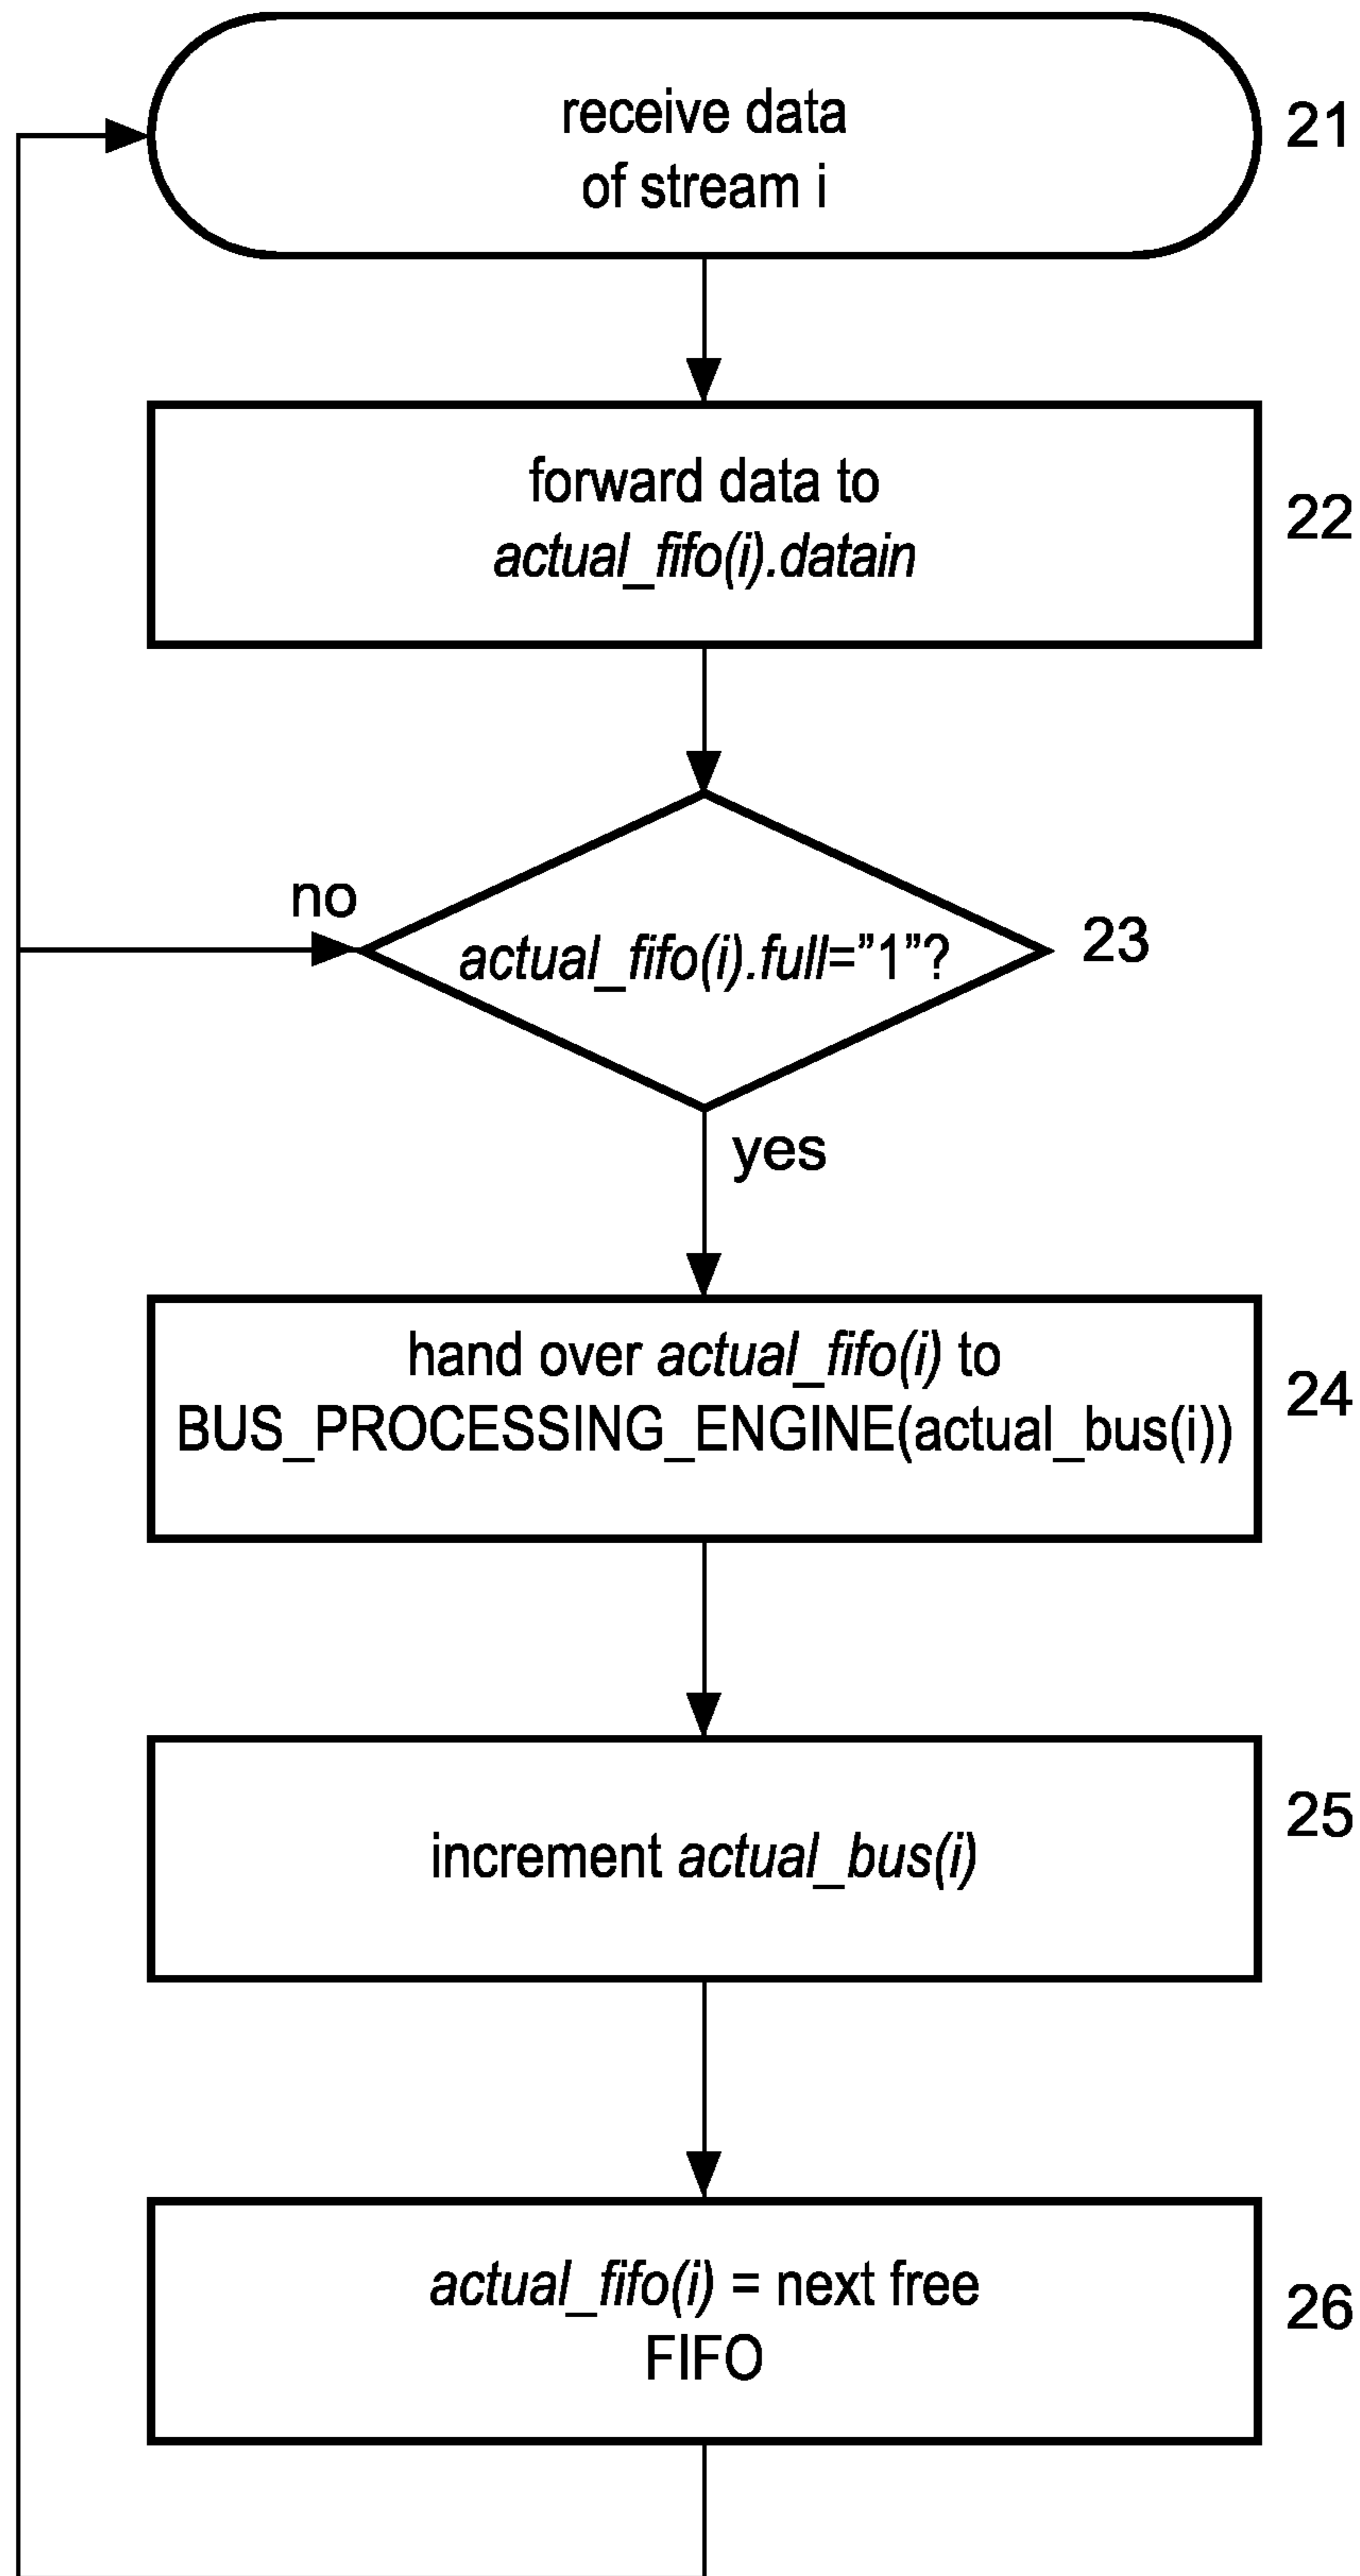 receive data
of stream i
21
forward data to
actual_fifo(i).datain
22
no
actual_fifo(i).full=”1”?
23
yes
hand over actual_fifo(i) to
BUS_PROCESSING_ENGINE(actual_bus(i))
24
increment actual_bus(i)
25
actual_fifo(i) = next free
FIFO
26